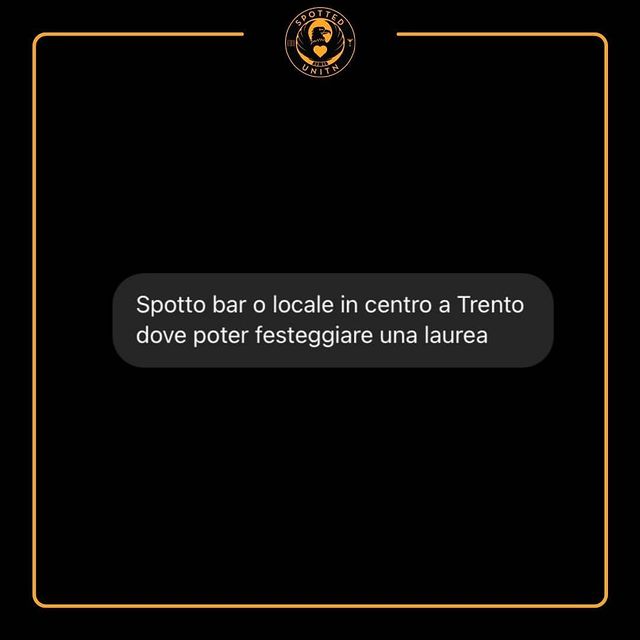 SPOTTED
UNITN
Spotto bar o locale in centro a Trento
dove poter festeggiare una laurea